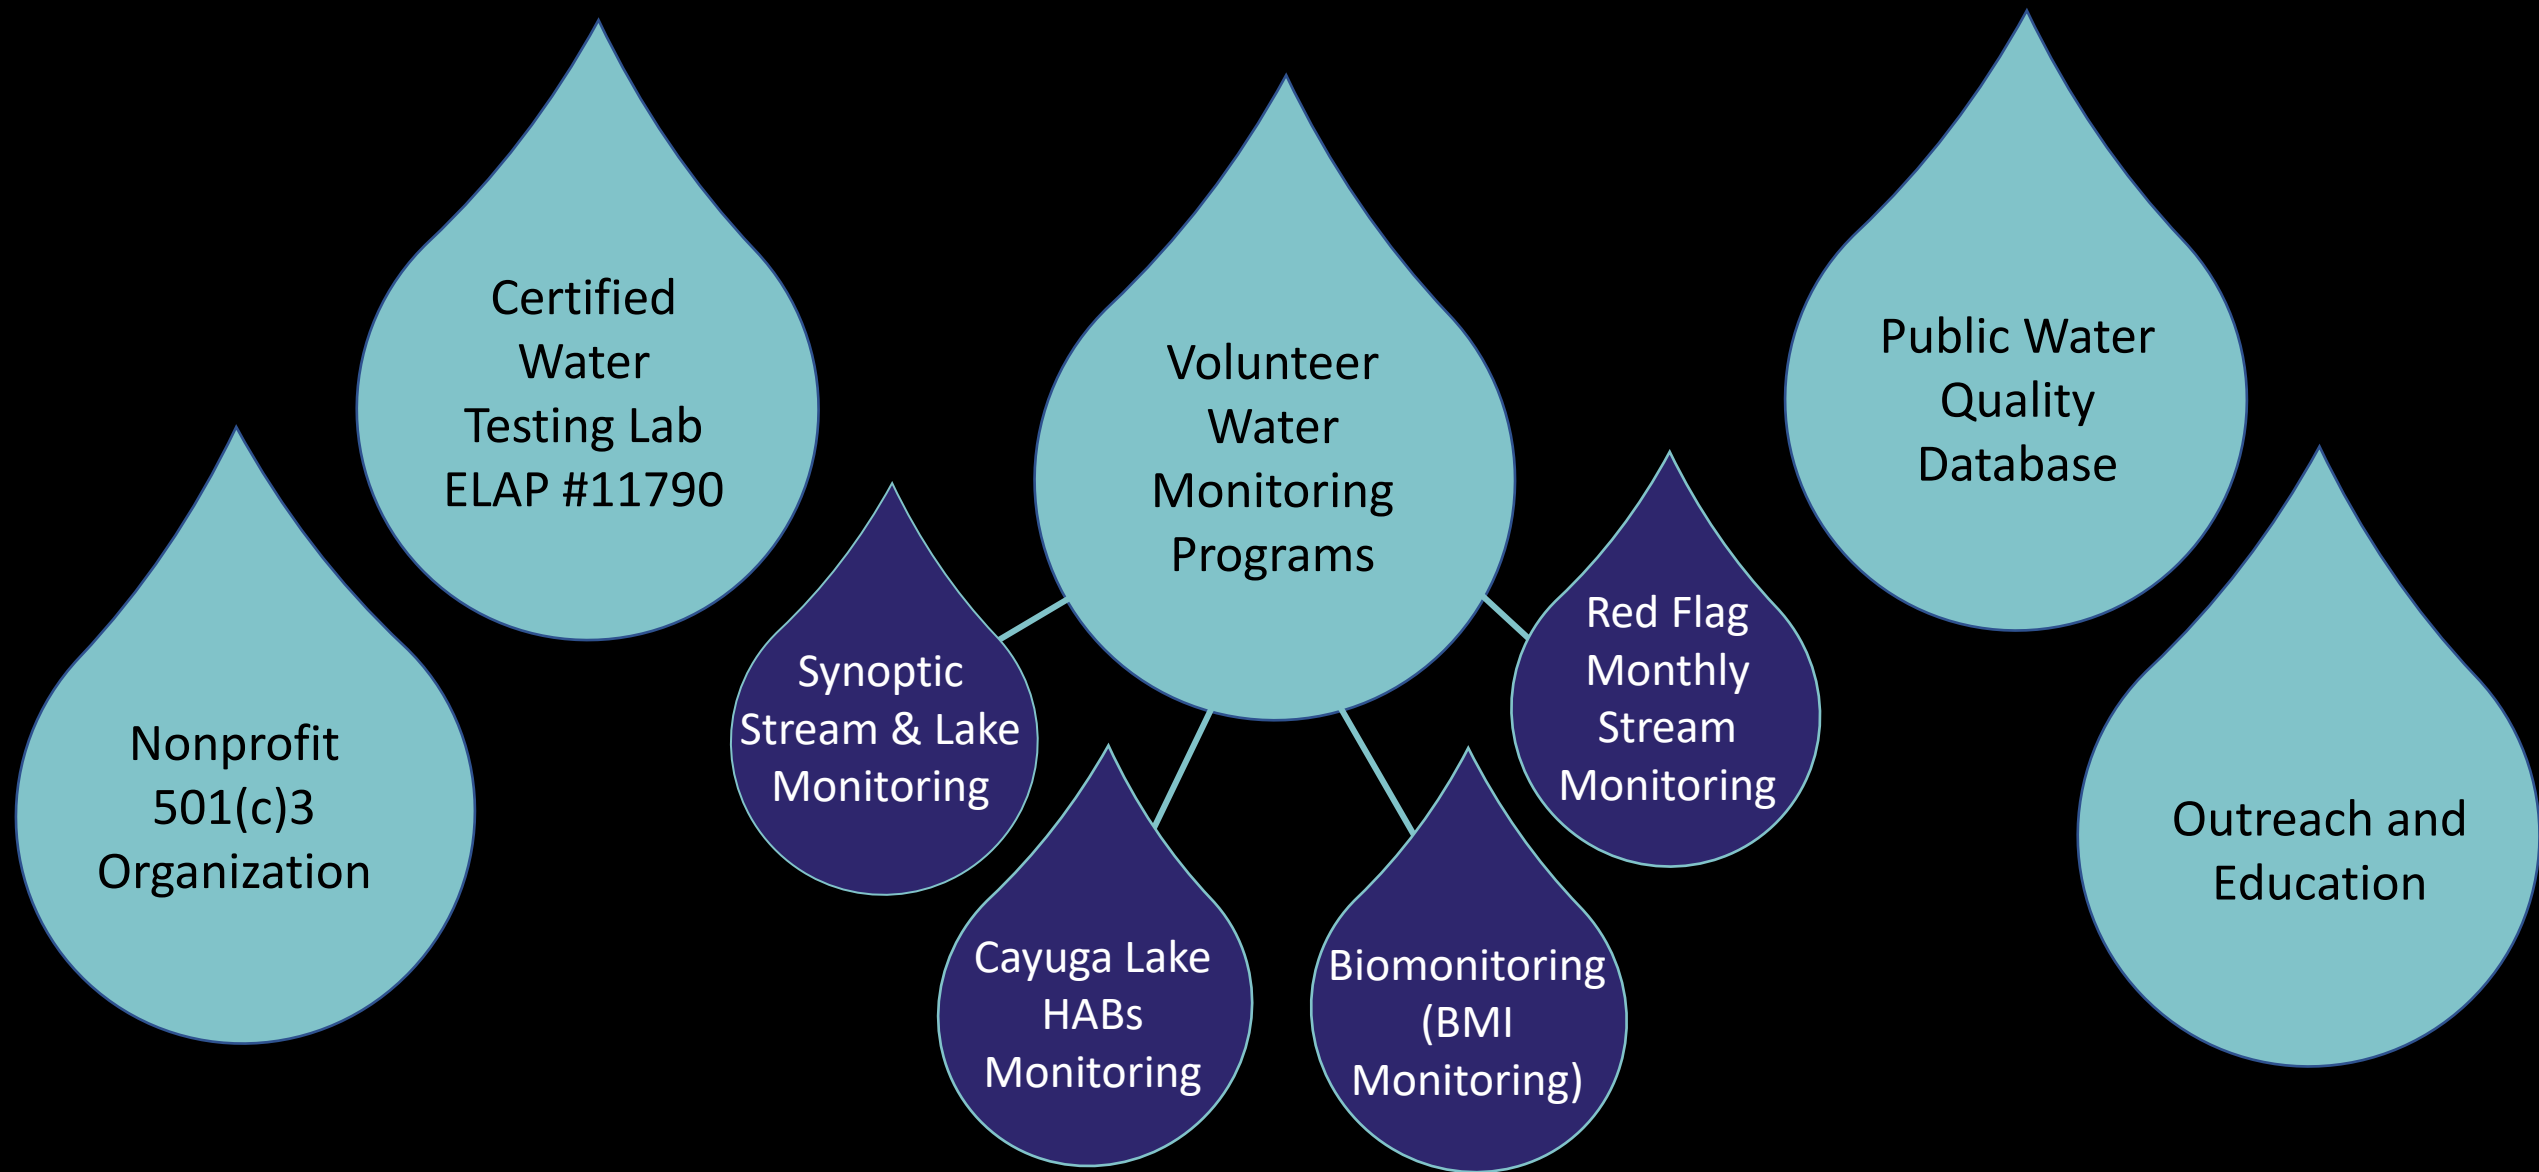 Certified
Water
Testing Lab
ELAP #11790
Volunteer
Water
Monitoring
Programs
Public Water
Quality
Database
Nonprofit
501(c)3
Organization
Synoptic
Stream & Lake
Monitoring
Cayuga Lake
HABs
Monitoring
Biomonitoring
(BMI
Monitoring)
Red Flag
Monthly
Stream
Monitoring
Outreach and
Education